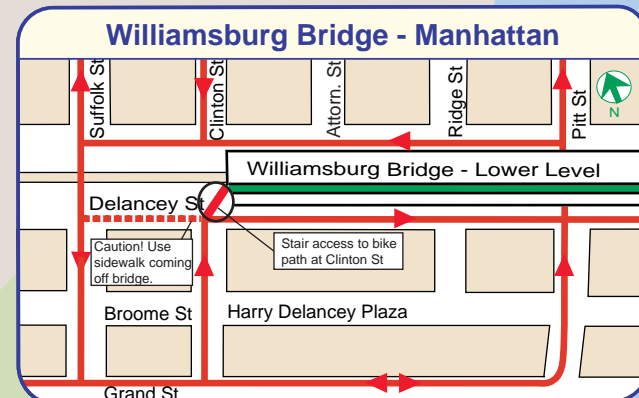 Williamsburg Bridge - Manhattan
Suffolk St
Clinton St
Attorn. St
Ridge St
Pitt St
N
Williamsburg Bridge - Lower Level
Delancey St
Caution! Use
sidewalk coming
off bridge.
Stair access to bike
path at Clinton St
Broome St
Harry Delancey Plaza
Grand St